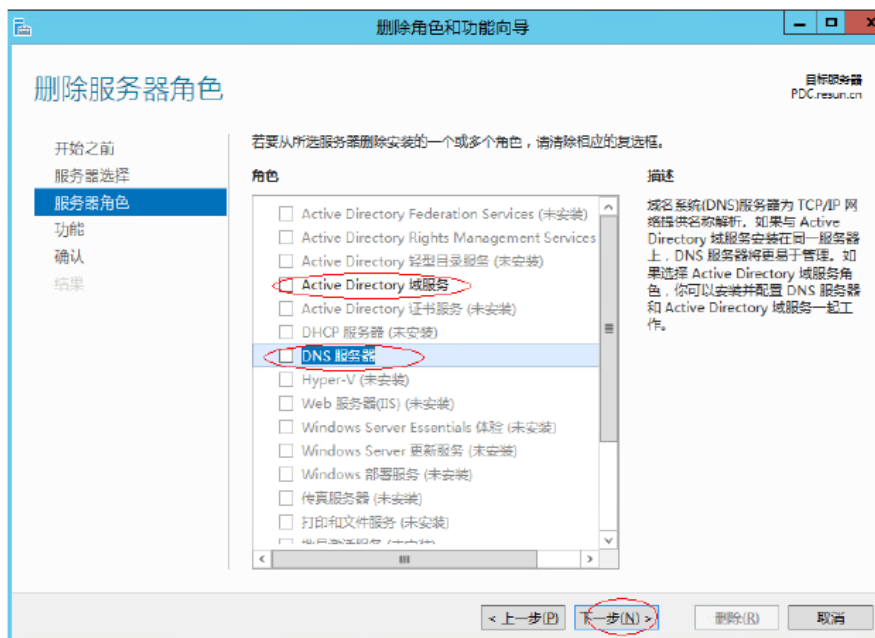 删除角色和功能向导
删除服务器角色
目标服务器
PDC.resun.cn
开始之前
服务器选择
服务器角色
功能
确认
结果
若要从所选服务器删除安装的一个或多个角色，请清除相应的复选框。
角色
Active Directory Federation Services (未安装)
Active Directory Rights Management Services
Active Directory 轻型目录服务 (未安装)
Active Directory 域服务
Active Directory 证书服务 (未安装)
DHCP 服务器 (未安装)
DNS 服务器
Hyper-V (未安装)
Web 服务器(IIS) (未安装)
Windows Server Essentials 体验 (未安装)
Windows Server 更新服务 (未安装)
Windows 部署服务 (未安装)
传真服务器 (未安装)
打印和文件服务 (未安装)
描述
域名系统(DNS)服务器为 TCP/IP 网
络提供名称解析。如果与 Active
Directory 域服务安装在同一服务器
上，DNS 服务器将更易于管理。如
果选择 Active Directory 域服务角
色，你可以安装并配置 DNS 服务器
和 Active Directory 域服务一起工
作。
< 上一步(P)
下一步(N) >
删除(R)
取消